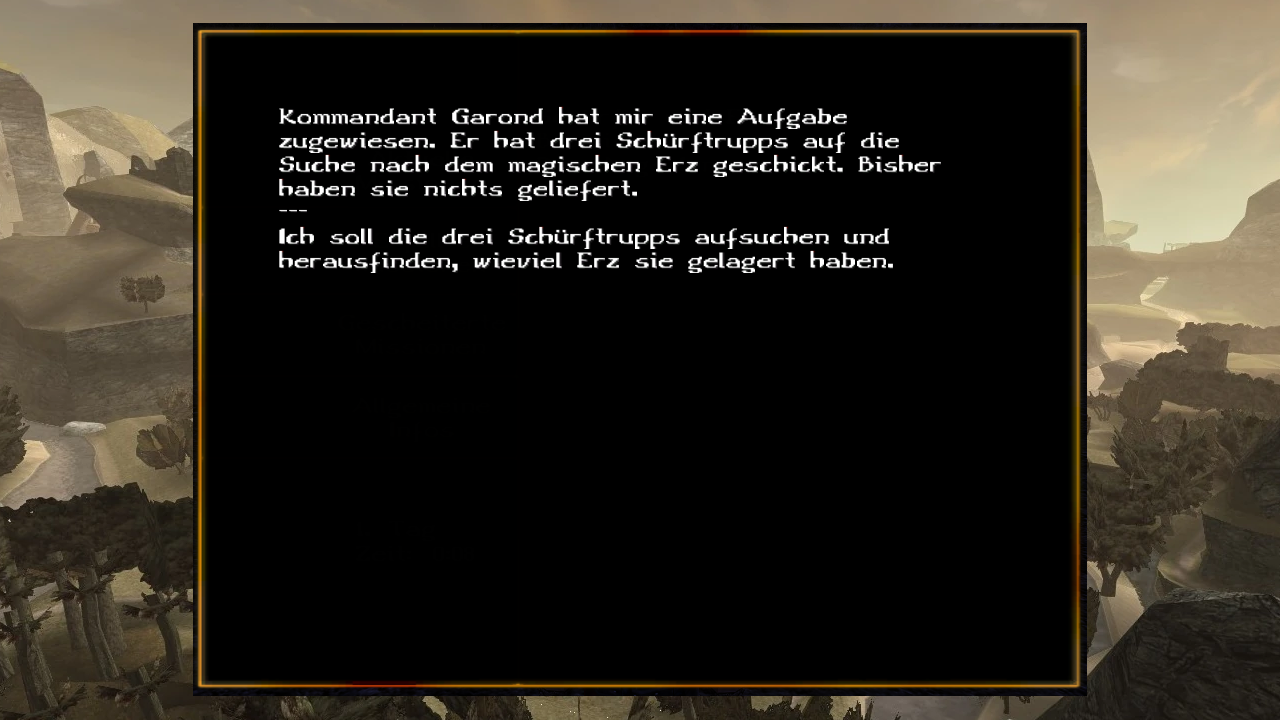 Kommandant Garond hat mir eine Aufgabe
zugewiesen. Er hat drei Schürftrupps auf die
Suche nach dem magischen Erz geschickt. Bisher
haben sie nichts geliefert.
---
Ich soll die drei Schürftrupps aufsuchen und
herausfinden, wieviel Erz sie gelagert haben.